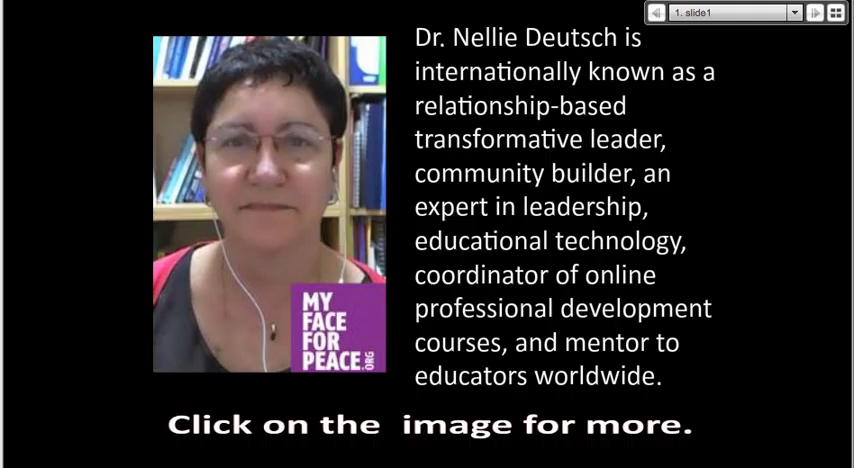 1. slide1
Dr. Nellie Deutsch is
internationally known as a
relationship-based
transformative leader,
community builder, an
expert in leadership,
educational technology,
coordinator of online
professional development
courses, and mentor to
educators worldwide.
MY
FACE
FOR
PEACE.ORG
Click on the image for more.